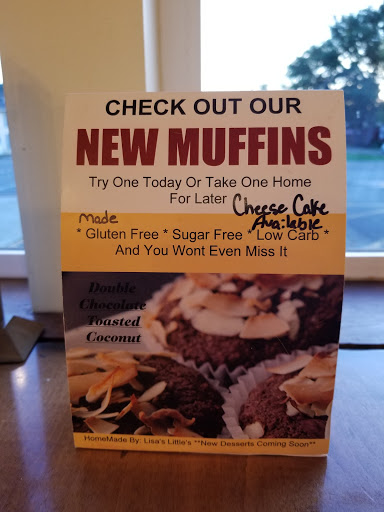 CHECK OUT OUR
NEW MUFFINS
Try One Today Or Take One Home
For Later Cheese Cake
Available
Made
* Gluten Free * Sugar Free * Low Carb *
And You Wont Even Miss It
Double
Chocolate
Toasted
Coconut
HomeMade By: Lisa's Little's **New Desserts Coming Soon**